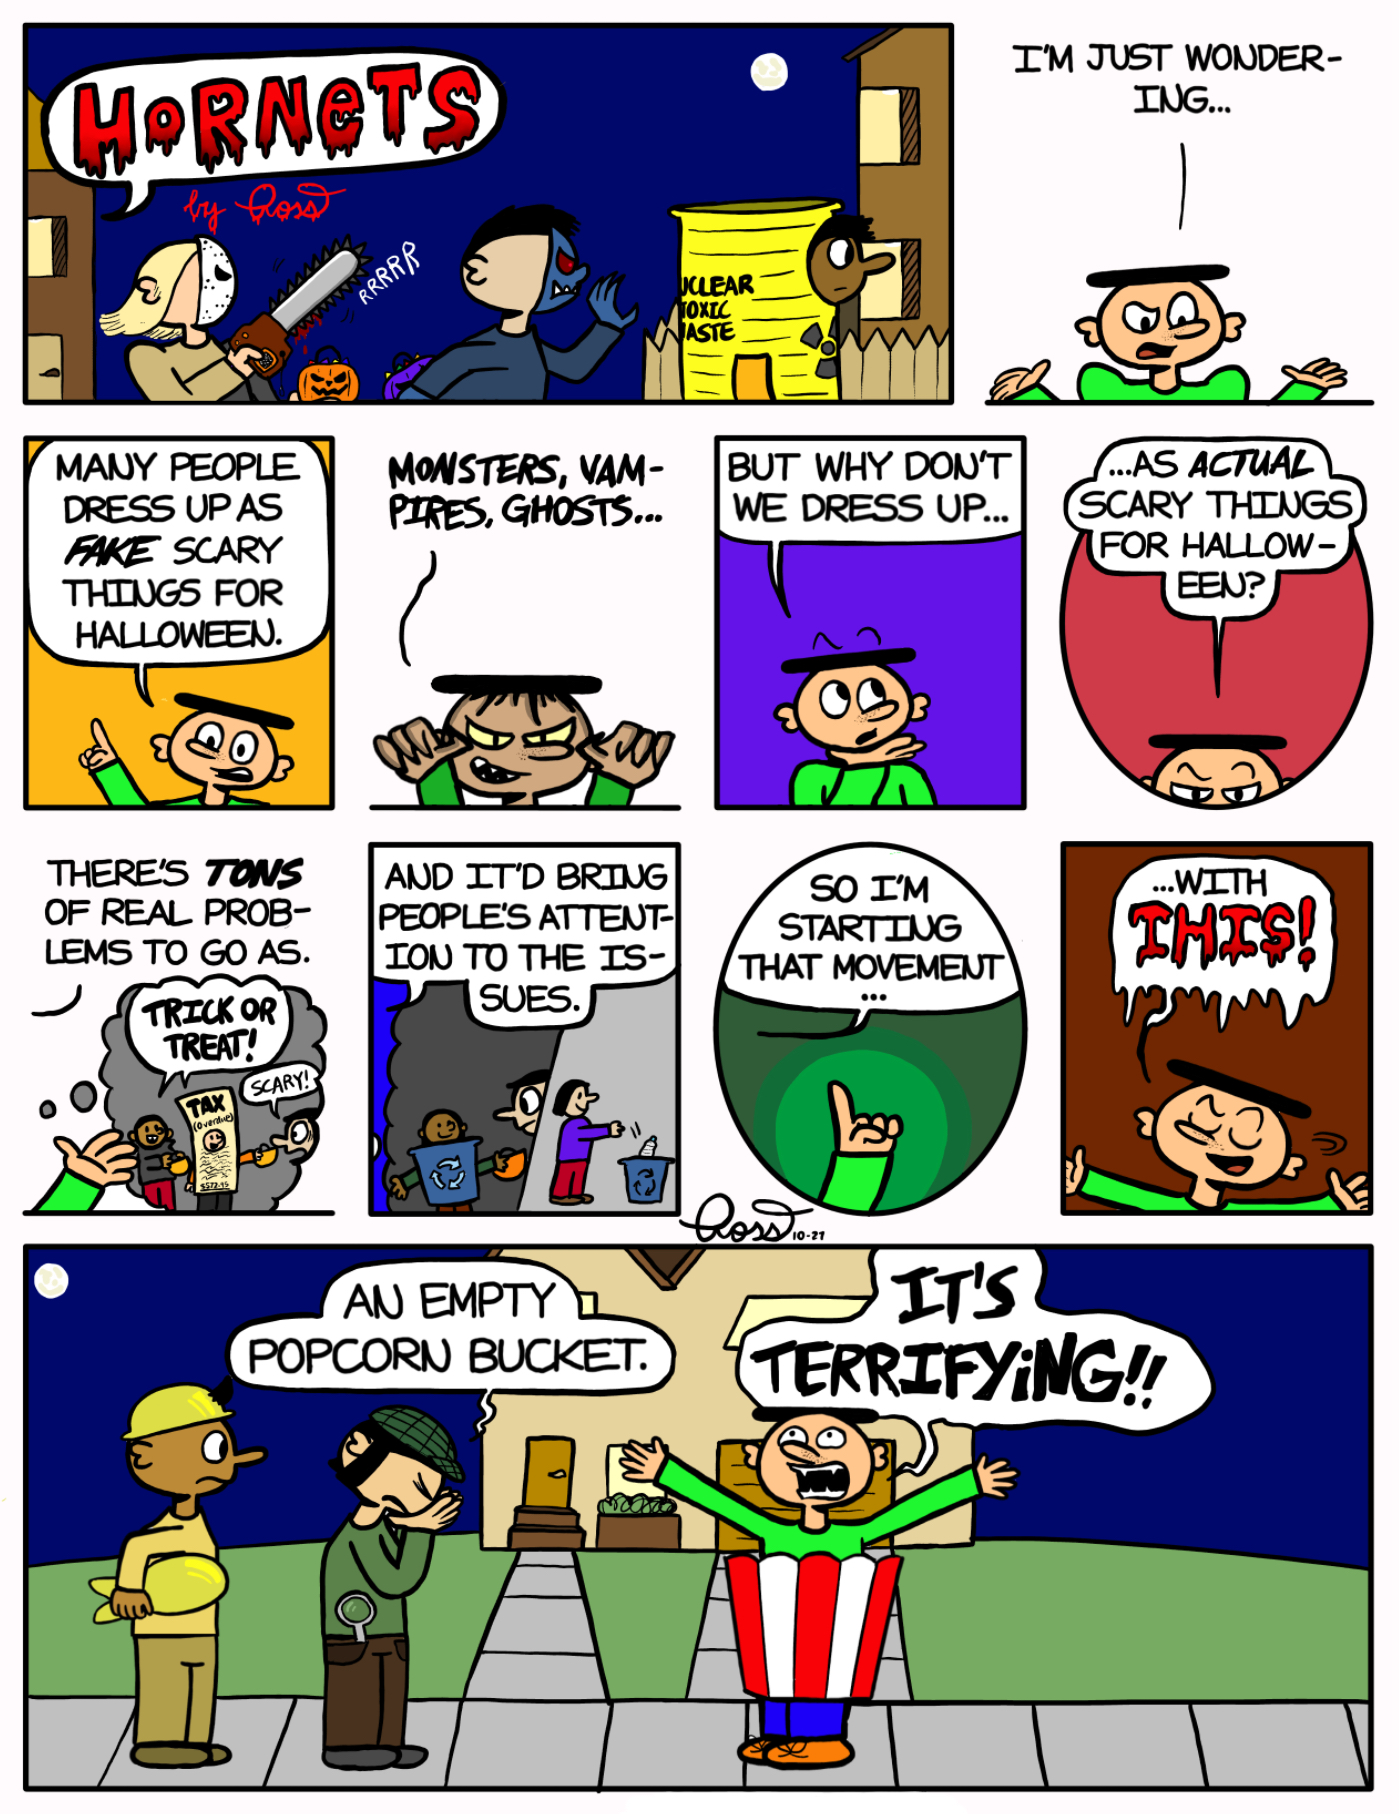 HORNETS
by Ross
RRRRR
UCLEAR
TOXIC
ASTE
I'M JUST WONDER-
ING...
MANY PEOPLE
DRESS UP AS
FAKE SCARY
THINGS FOR
HALLOWEEN.
MONSTERS, VAM-
PIRES, GHOSTS...
BUT WHY DON'T
WE DRESS UP...
...AS ACTUAL
SCARY THINGS
FOR HALLOW-
EEN?
THERE'S TONS
OF REAL PROB-
LEMS TO GO AS.
TRICK OR
TREAT!
SCARY!
TAX
(Overdue)
$572.95
AND IT'D BRING
PEOPLE'S ATTENT-
ION TO THE IS-
SUES.
SO I'M
STARTING
THAT MOVEMENT
...
...WITH
THIS!
Ross 10-27
AN EMPTY
POPCORN BUCKET.
IT'S
TERRIFYING!!